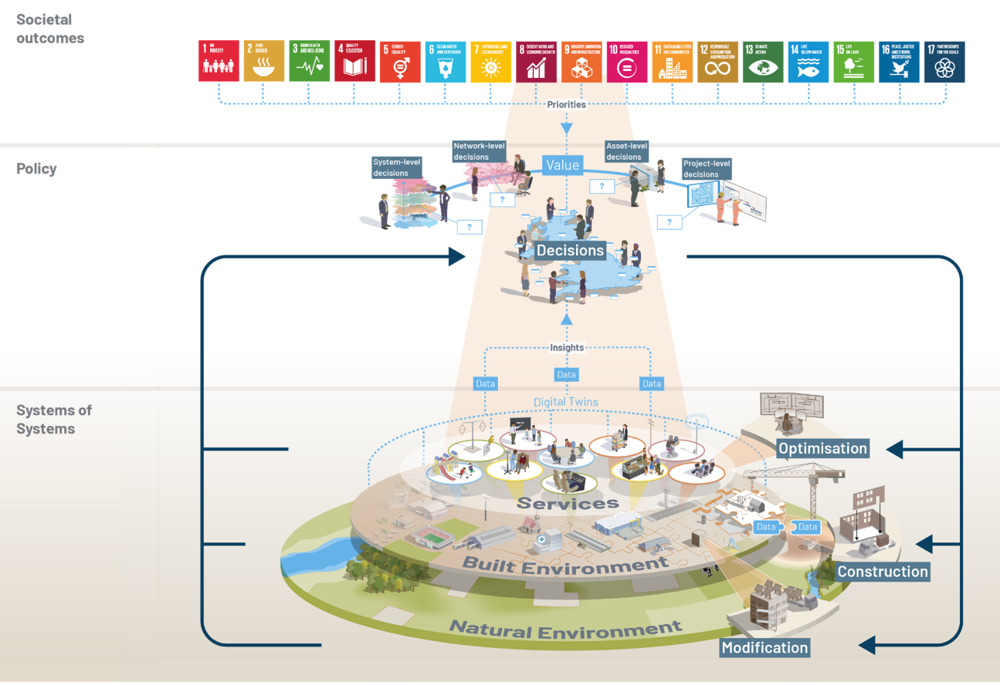 Societal
outcomes
1 NO
POVERTY
2 ZERO
HUNGER
3 GOOD HEALTH
AND WELL-BEING
4 QUALITY
EDUCATION
5 GENDER
EQUALITY
6 CLEAN WATER
AND SANITATION
7 AFFORDABLE AND
CLEAN ENERGY
8 DECENT WORK AND
ECONOMIC GROWTH
9 INDUSTRY, INNOVATION
AND INFRASTRUCTURE
10 REDUCED
INEQUALITIES
11 SUSTAINABLE CITIES
AND COMMUNITIES
12 RESPONSIBLE
CONSUMPTION
AND PRODUCTION
13 CLIMATE
ACTION
14 LIFE
BELOW WATER
15 LIFE
ON LAND
16 PEACE, JUSTICE
AND STRONG
INSTITUTIONS
17 PARTNERSHIPS
FOR THE GOALS
Priorities
Policy
System-level
decisions
Network-level
decisions
Value
Asset-level
decisions
Project-level
decisions
?
?
?
?
Decisions
Insights
Data
Data
Data
Digital Twins
Systems of
Systems
Optimisation
Services
Data
Data
Built Environment
Construction
Natural Environment
Modification